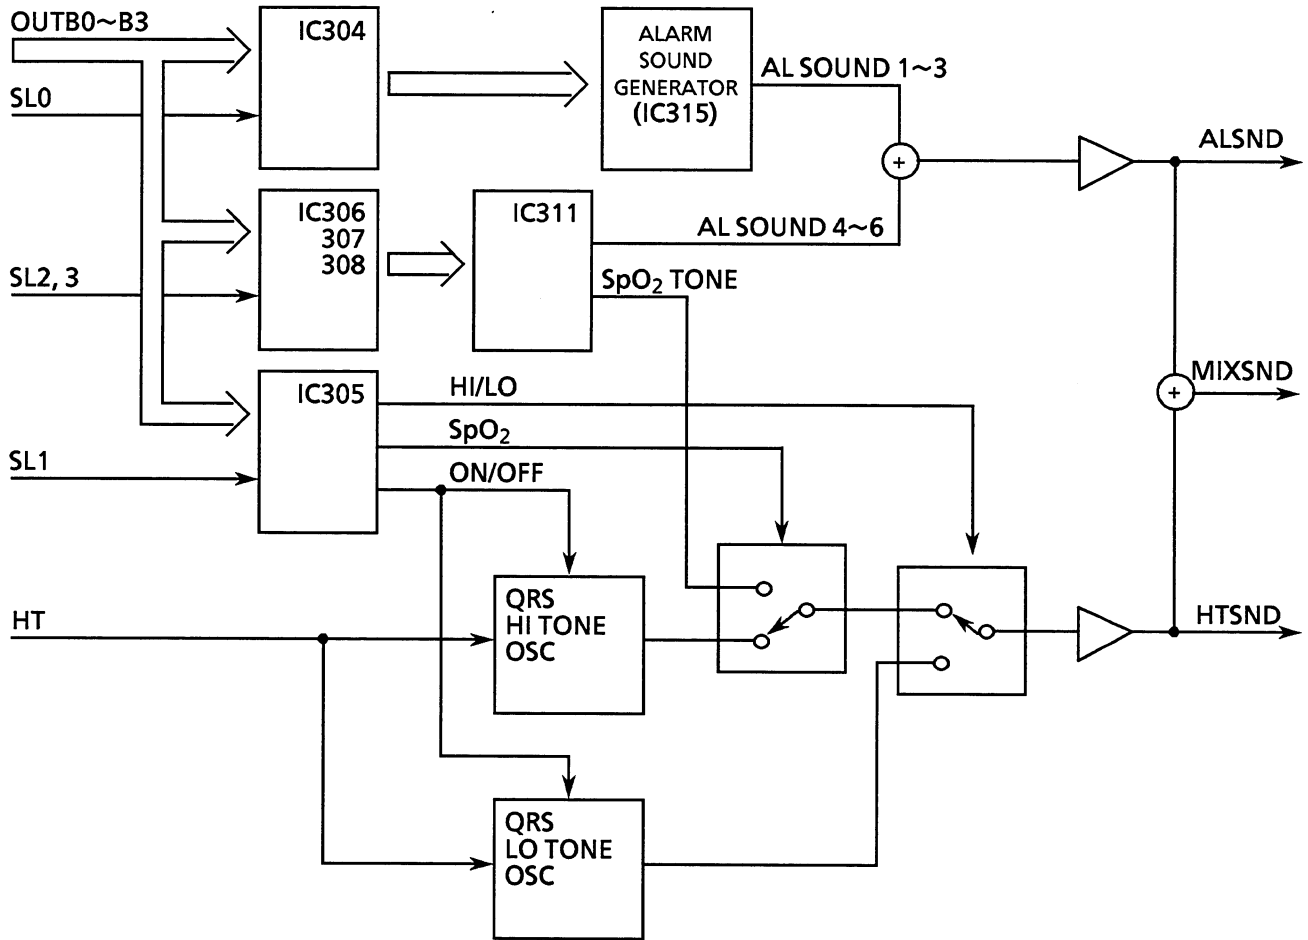 OUTB0~B3
IC304
ALARM
SOUND
GENERATOR
(IC315)
AL SOUND 1~3
SL0
ALSND
+
IC306
307
308
IC311
AL SOUND 4~6
SL2, 3
SpO₂ TONE
IC305
HI/LO
MIXSND
+
SpO₂
SL1
ON/OFF
QRS
HI TONE
OSC
HT
HTSND
QRS
LO TONE
OSC